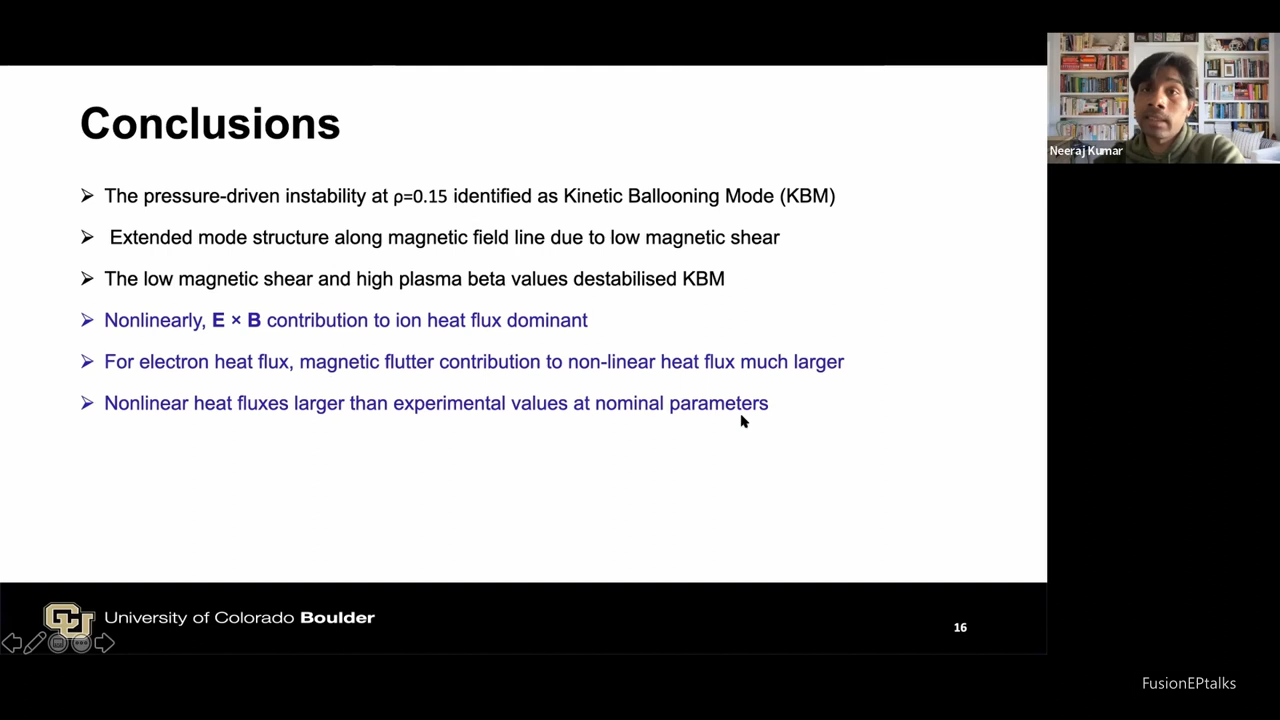 Conclusions
➢ The pressure-driven instability at ρ=0.15 identified as Kinetic Ballooning Mode (KBM)
➢ Extended mode structure along magnetic field line due to low magnetic shear
➢ The low magnetic shear and high plasma beta values destabilised KBM
➢ Nonlinearly, E × B contribution to ion heat flux dominant
➢ For electron heat flux, magnetic flutter contribution to non-linear heat flux much larger
➢ Nonlinear heat fluxes larger than experimental values at nominal parameters
Neeraj Kumar
CU University of Colorado Boulder
16
FusionEPtalks